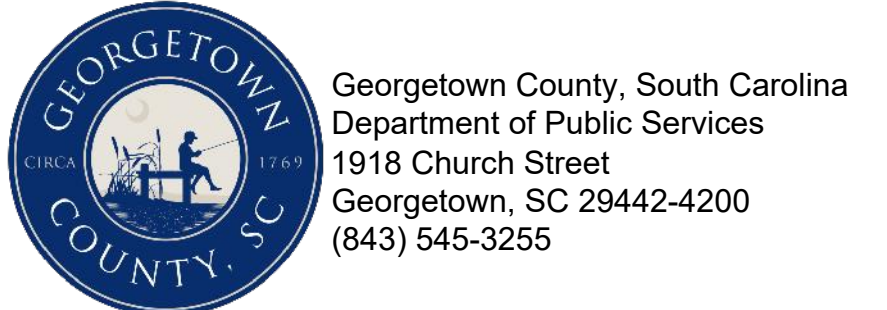 GEORGETOWN
CIRCA 1769
COUNTY, SC
Georgetown County, South Carolina
Department of Public Services
1918 Church Street
Georgetown, SC 29442-4200
(843) 545-3255